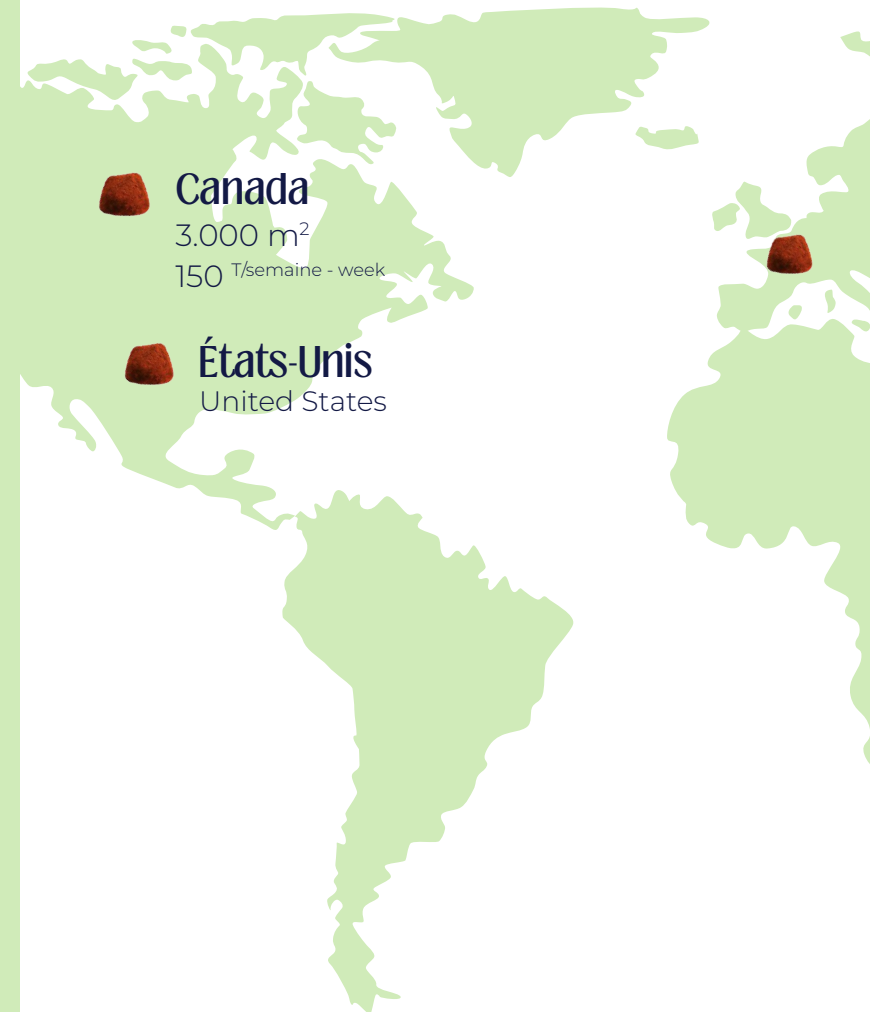 Canada
3.000 m²
150 T/semaine - week
États-Unis
United States